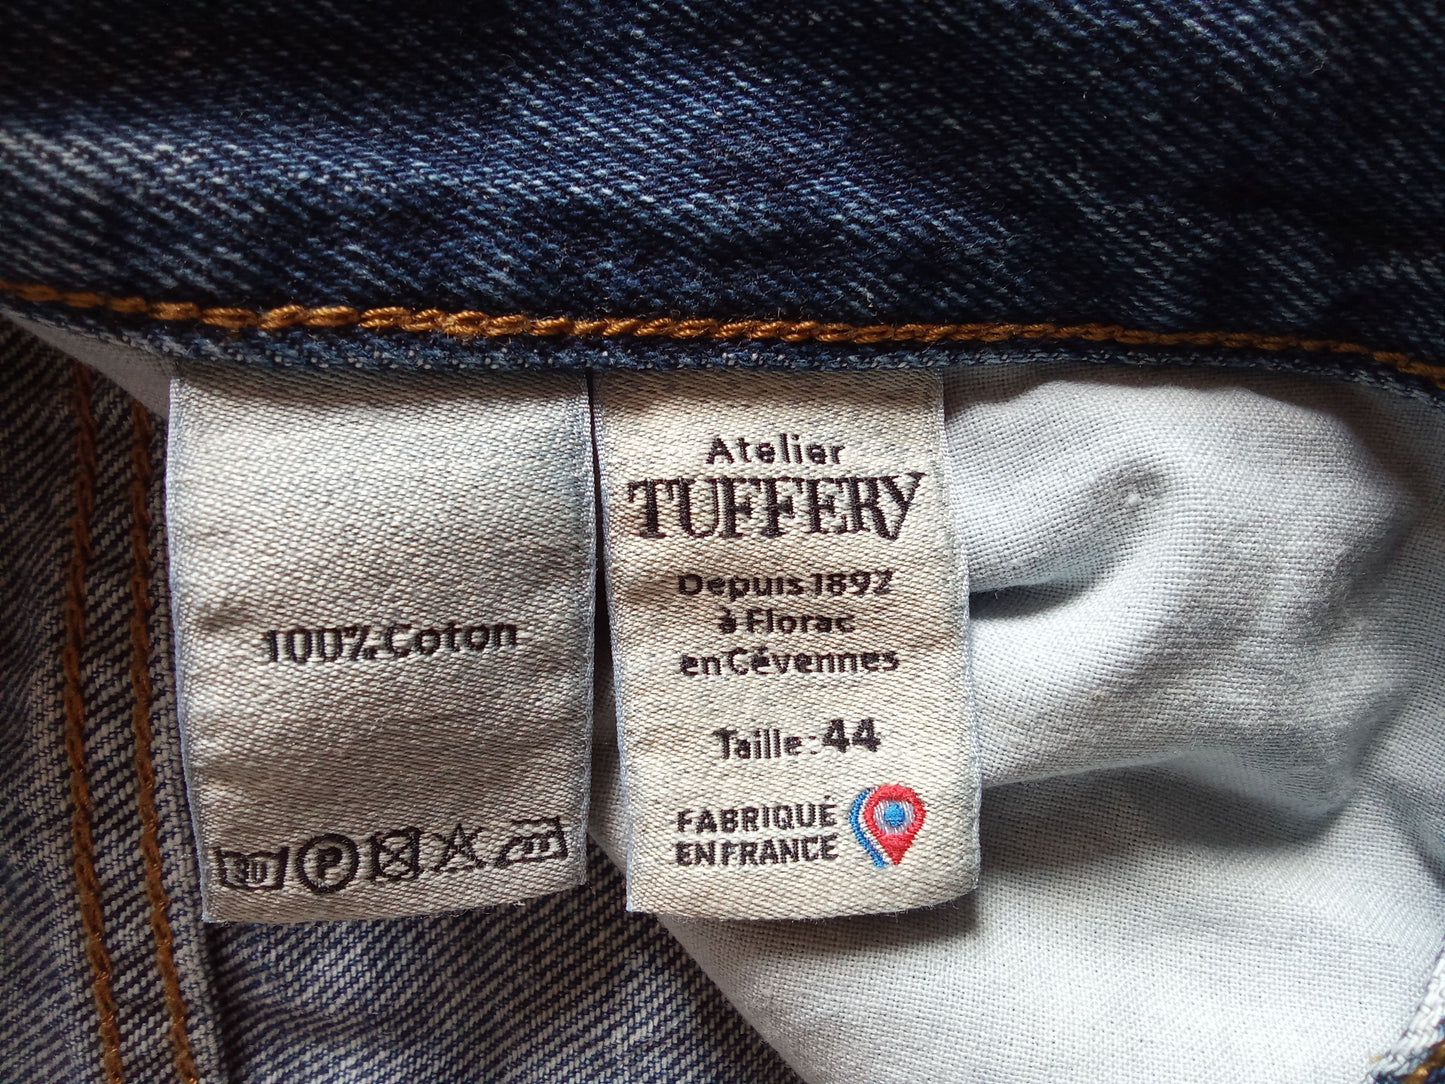 100% Coton
30 P
Atelier
TUFFERY
Depuis 1892
à Florac
en Cévennes
Taille : 44
FABRIQUÉ
EN FRANCE